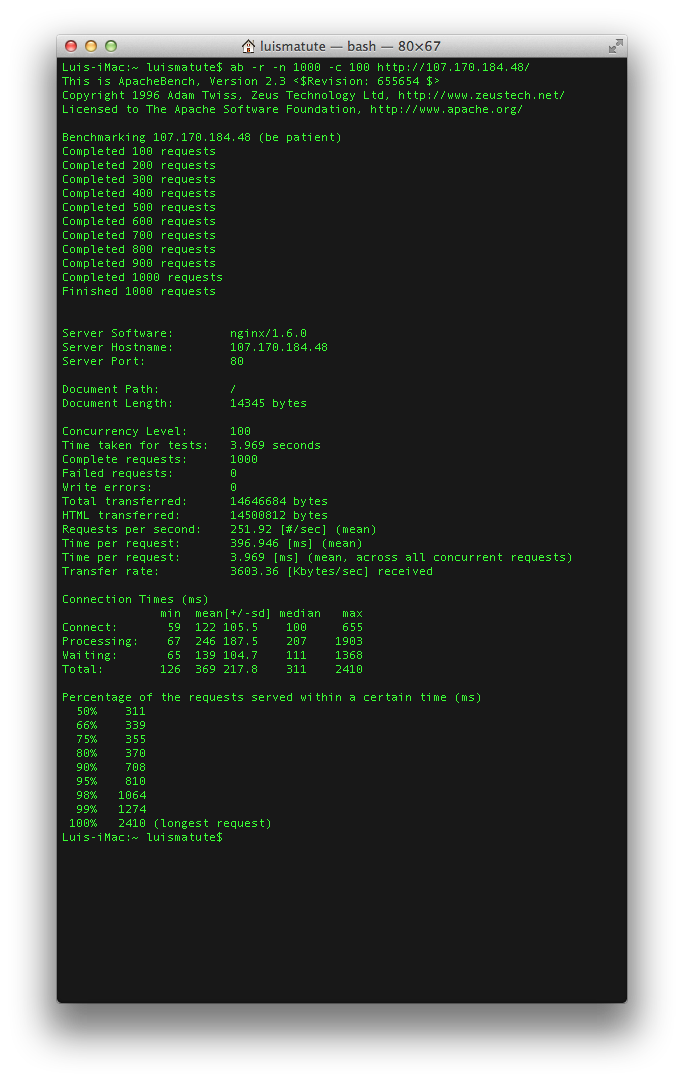 luismatute — bash — 80×67
Luis-iMac:~ luismatute$ ab -r -n 1000 -c 100 http://107.170.184.48/
This is ApacheBench, Version 2.3 <$Revision: 655654 $>
Copyright 1996 Adam Twiss, Zeus Technology Ltd, http://www.zeustech.net/
Licensed to The Apache Software Foundation, http://www.apache.org/

Benchmarking 107.170.184.48 (be patient)
Completed 100 requests
Completed 200 requests
Completed 300 requests
Completed 400 requests
Completed 500 requests
Completed 600 requests
Completed 700 requests
Completed 800 requests
Completed 900 requests
Completed 1000 requests
Finished 1000 requests


Server Software:        nginx/1.6.0
Server Hostname:        107.170.184.48
Server Port:            80

Document Path:          /
Document Length:        14345 bytes

Concurrency Level:      100
Time taken for tests:   3.969 seconds
Complete requests:      1000
Failed requests:        0
Write errors:           0
Total transferred:      14646684 bytes
HTML transferred:       14500812 bytes
Requests per second:    251.92 [#/sec] (mean)
Time per request:       396.946 [ms] (mean)
Time per request:       3.969 [ms] (mean, across all concurrent requests)
Transfer rate:          3603.36 [Kbytes/sec] received

Connection Times (ms)
              min  mean[+/-sd] median   max
Connect:       59  122 105.5    100     655
Processing:    67  246 187.5    207    1903
Waiting:       65  139 104.7    111    1368
Total:        126  369 217.8    311    2410

Percentage of the requests served within a certain time (ms)
  50%    311
  66%    339
  75%    355
  80%    370
  90%    708
  95%    810
  98%   1064
  99%   1274
 100%   2410 (longest request)
Luis-iMac:~ luismatute$